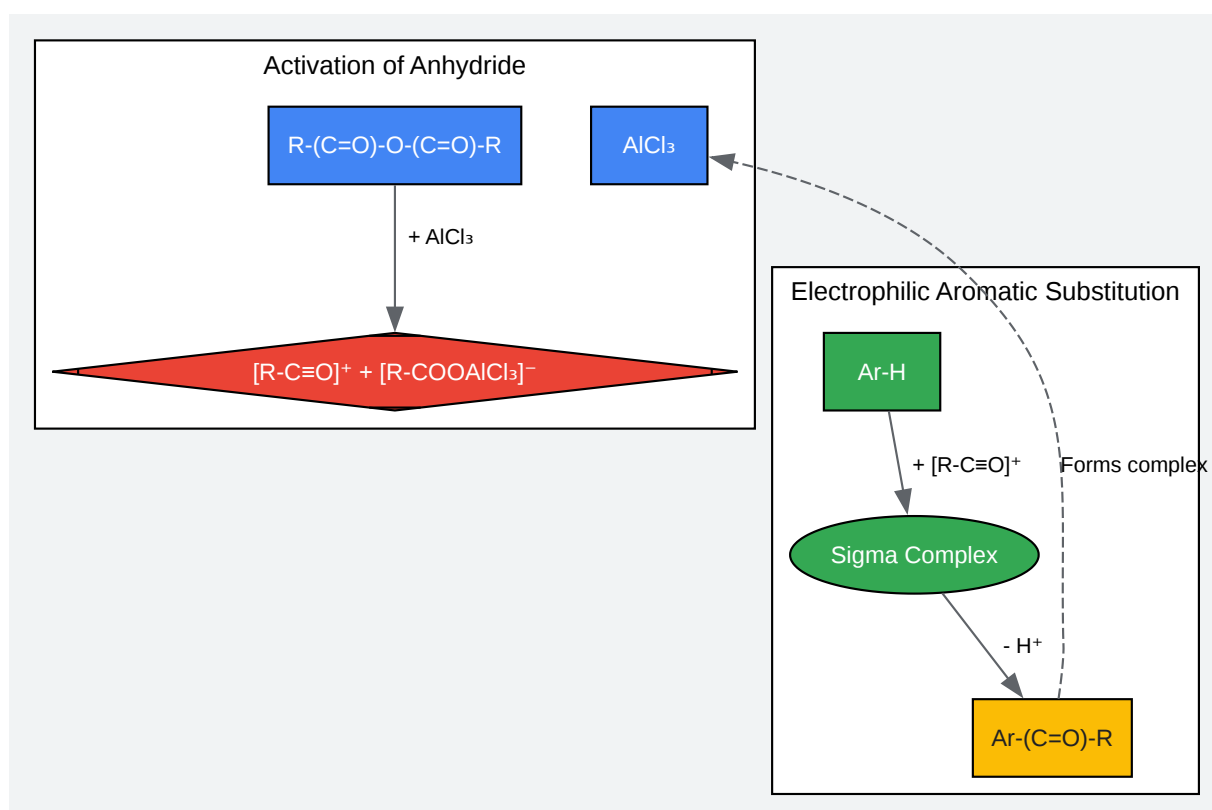 Activation of Anhydride
R-(C=O)-O-(C=O)-R
AlCl₃
+ AlCl₃
[R-C≡O]⁺ + [R-COOAlCl₃]⁻
Electrophilic Aromatic Substitution
Ar-H
+ [R-C≡O]⁺
Forms complex
Sigma Complex
- H⁺
Ar-(C=O)-R